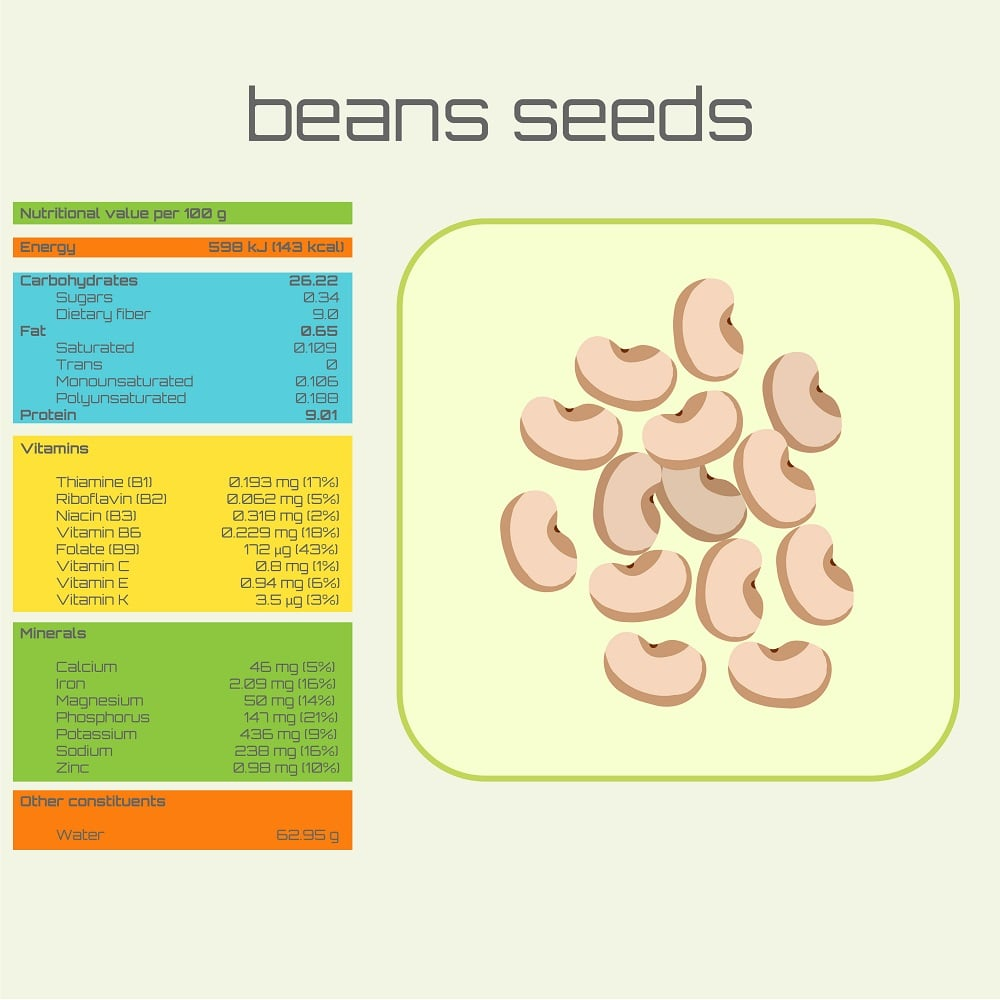 beans seeds
Nutritional value per 100 g
Energy 598 kJ (143 kcal)
Carbohydrates 26.22
Sugars 0.34
Dietary fiber 9.0
Fat 0.65
Saturated 0.109
Trans 0
Monounsaturated 0.106
Polyunsaturated 0.188
Protein 9.01
Vitamins
Thiamine (B1) 0.193 mg (17%)
Riboflavin (B2) 0.062 mg (5%)
Niacin (B3) 0.318 mg (2%)
Vitamin B6 0.229 mg (18%)
Folate (B9) 172 µg (43%)
Vitamin C 0.8 mg (1%)
Vitamin E 0.94 mg (6%)
Vitamin K 3.5 µg (3%)
Minerals
Calcium 46 mg (5%)
Iron 2.09 mg (16%)
Magnesium 50 mg (14%)
Phosphorus 147 mg (21%)
Potassium 436 mg (9%)
Sodium 238 mg (16%)
Zinc 0.98 mg (10%)
Other constituents
Water 62.95 g